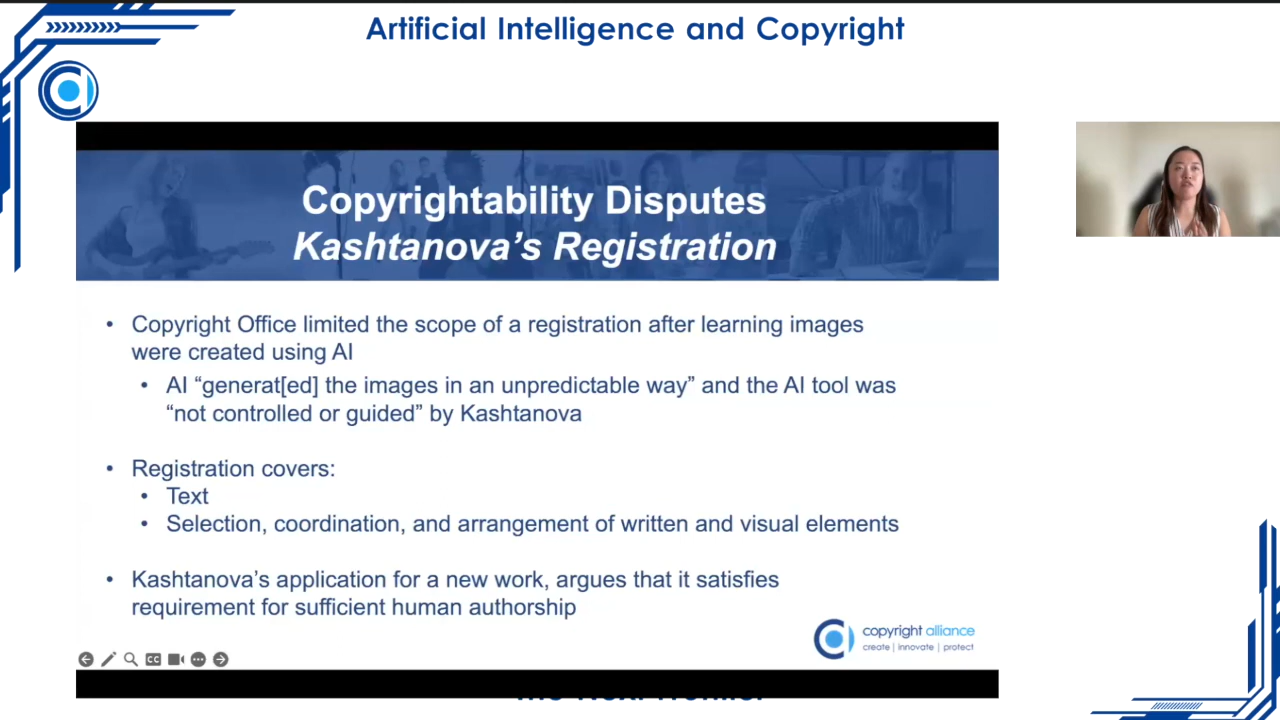 Artificial Intelligence and Copyright
Copyrightability Disputes
Kashtanova's Registration
• Copyright Office limited the scope of a registration after learning images
were created using AI
• AI “generat[ed] the images in an unpredictable way” and the AI tool was
“not controlled or guided” by Kashtanova
• Registration covers:
• Text
• Selection, coordination, and arrangement of written and visual elements
• Kashtanova's application for a new work, argues that it satisfies
requirement for sufficient human authorship
copyright alliance
create | innovate | protect
CC